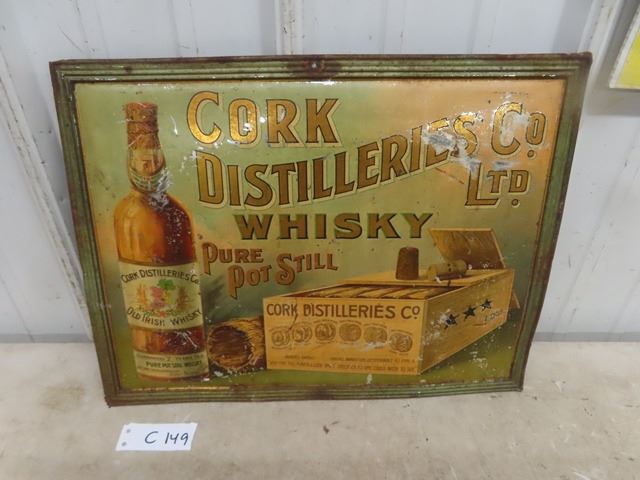 CORK
DISTILLERIES Co.
LTD.
WHISKY
PURE
POT STILL
CORK DISTILLERIES Co.
OLD IRISH WHISKY
PURE POT STILL WHISKY
CORK DISTILLERIES Co.
C 149